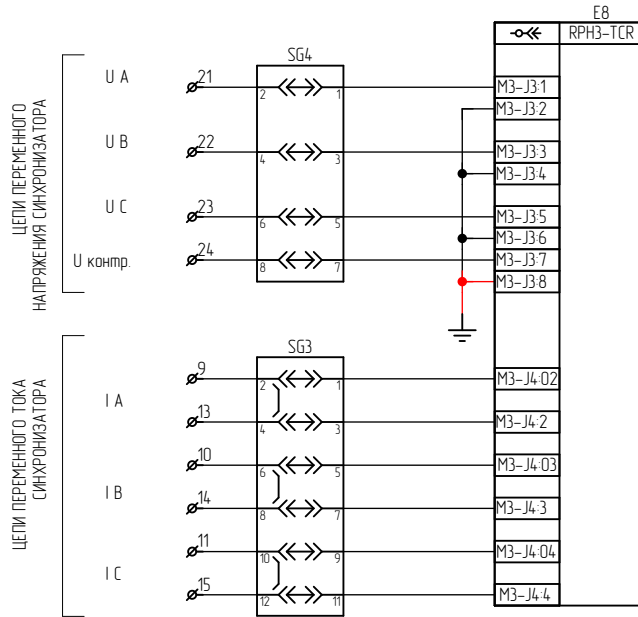 E8
RPH3-TCR
SG4
ЦЕПИ ПЕРЕМЕННОГО
НАПРЯЖЕНИЯ СИНХРОНИЗАТОРА
U A
21
2
1
M3-J3:1
M3-J3:2
U B
22
4
3
M3-J3:3
M3-J3:4
U C
23
6
5
M3-J3:5
M3-J3:6
U контр.
24
8
7
M3-J3:7
M3-J3:8
SG3
ЦЕПИ ПЕРЕМЕННОГО ТОКА
СИНХРОНИЗАТОРА
I A
9
2
1
M3-J4:02
13
4
3
M3-J4:2
I B
10
6
5
M3-J4:03
14
8
7
M3-J4:3
I C
11
10
9
M3-J4:04
15
12
11
M3-J4:4